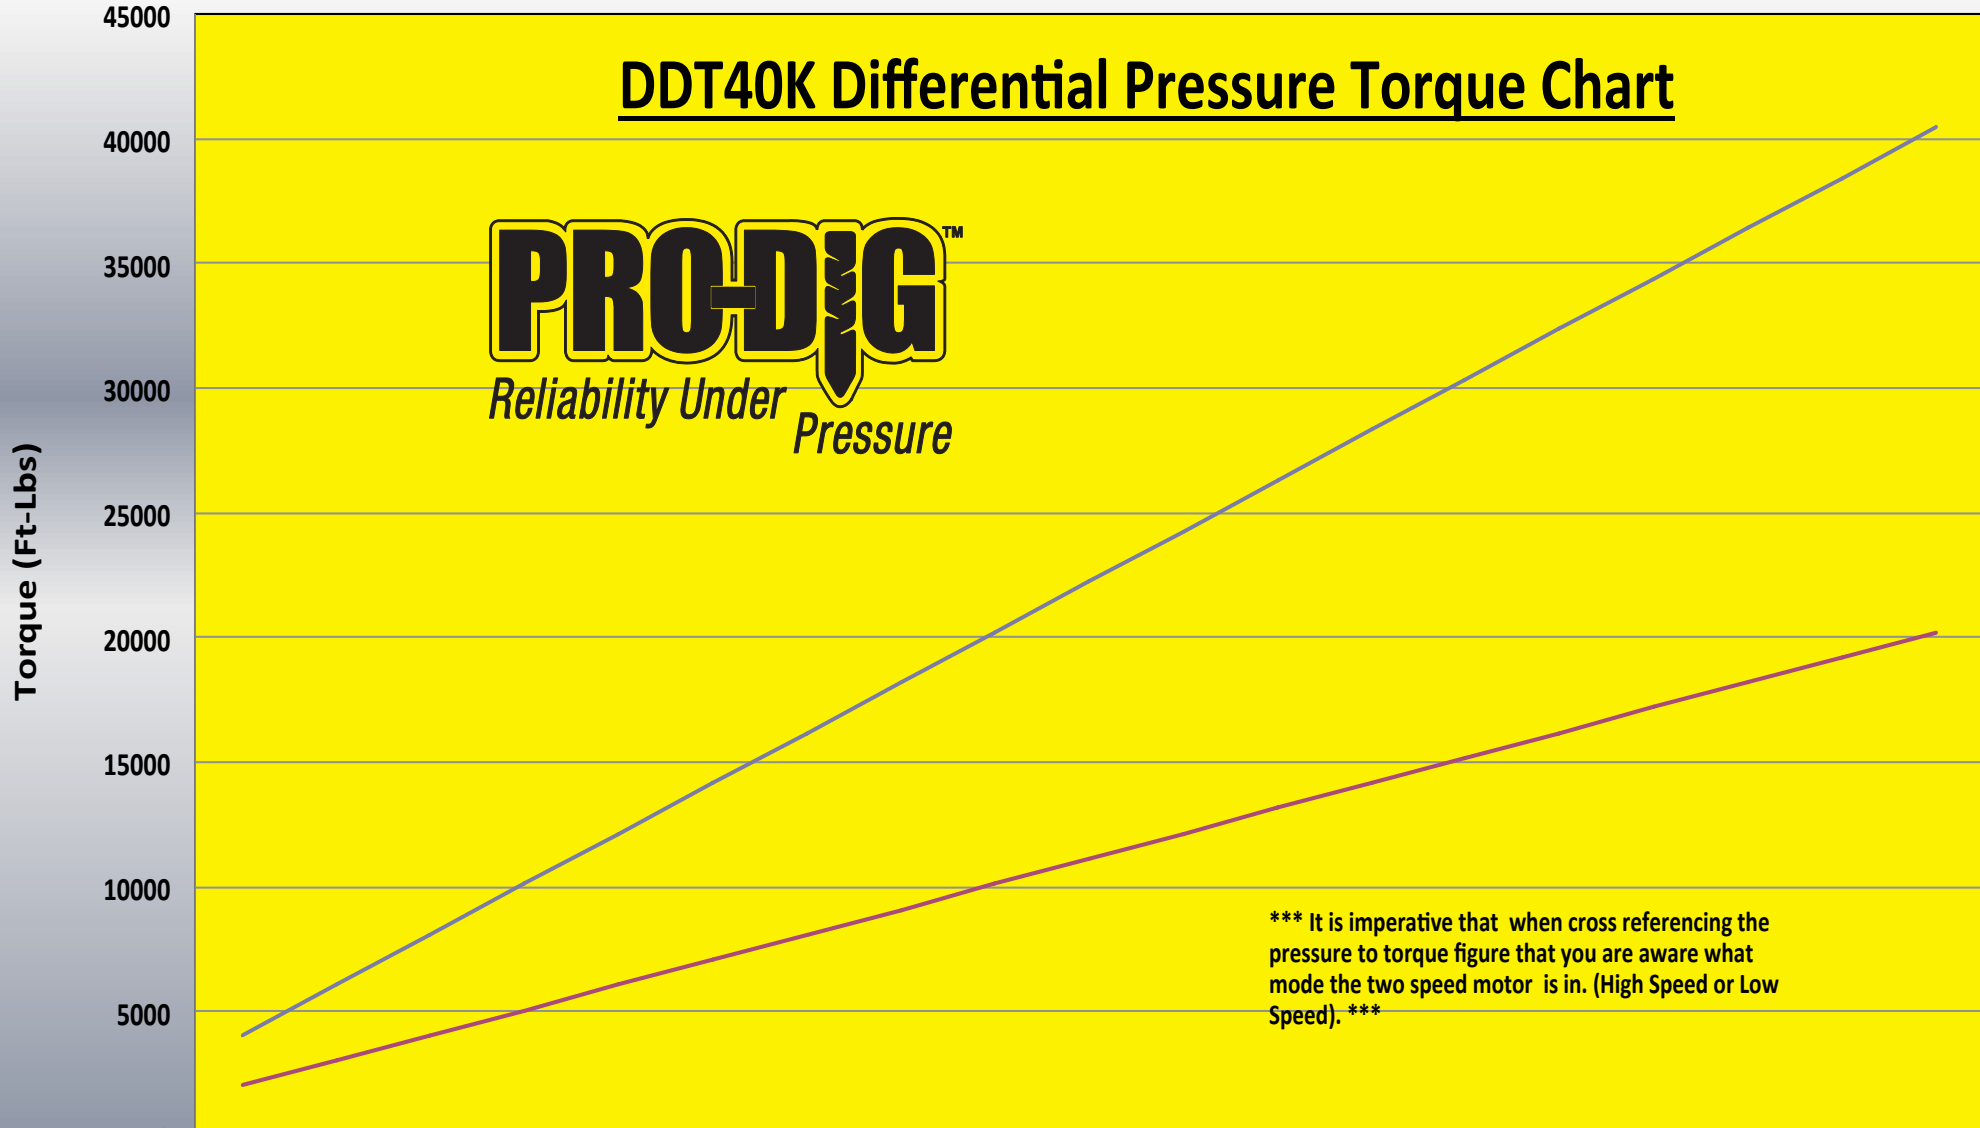 DDT40K Differential Pressure Torque Chart
PRO-DIG™
Reliability Under
Pressure
Torque (Ft-Lbs)
45000
40000
35000
30000
25000
20000
15000
10000
5000
*** It is imperative that  when cross referencing the
pressure to torque figure that you are aware what
mode the two speed motor  is in. (High Speed or Low
Speed). ***